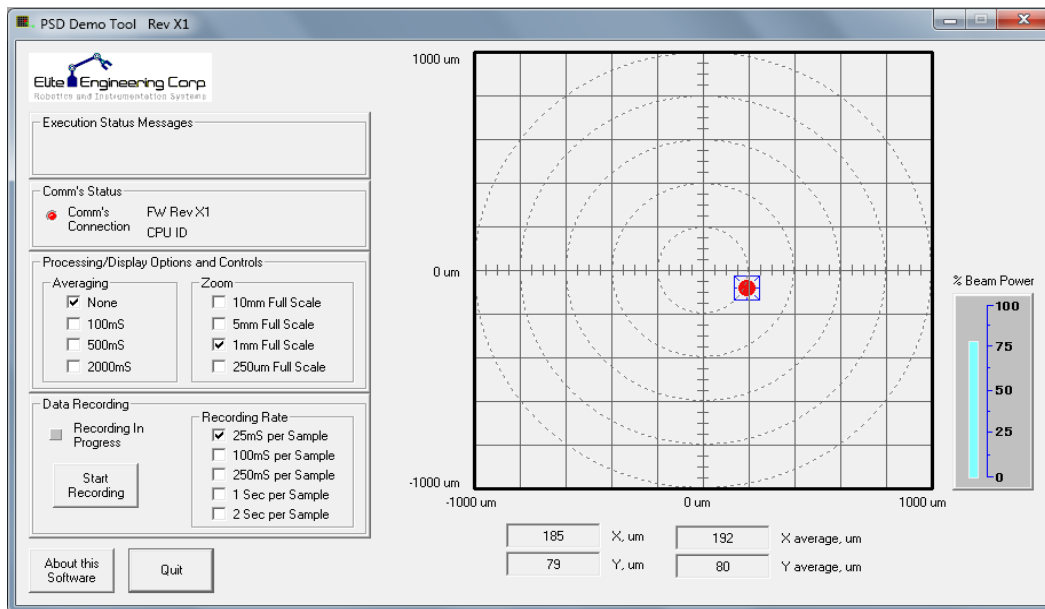 PSD Demo Tool   Rev X1
Elite Engineering Corp
Robotics and Instrumentation Systems
Execution Status Messages
Comm's Status
Comm's
Connection
FW Rev X1
CPU ID
Processing/Display Options and Controls
Averaging
None
100mS
500mS
2000mS
Zoom
10mm Full Scale
5mm Full Scale
1mm Full Scale
250um Full Scale
Data Recording
Recording In
Progress
Start
Recording
Recording Rate
25mS per Sample
100mS per Sample
250mS per Sample
1 Sec per Sample
2 Sec per Sample
About this
Software
Quit
1000 um
0 um
-1000 um
-1000 um
0 um
1000 um
185
X, um
192
X average, um
79
Y, um
80
Y average, um
% Beam Power
100
75
50
25
0